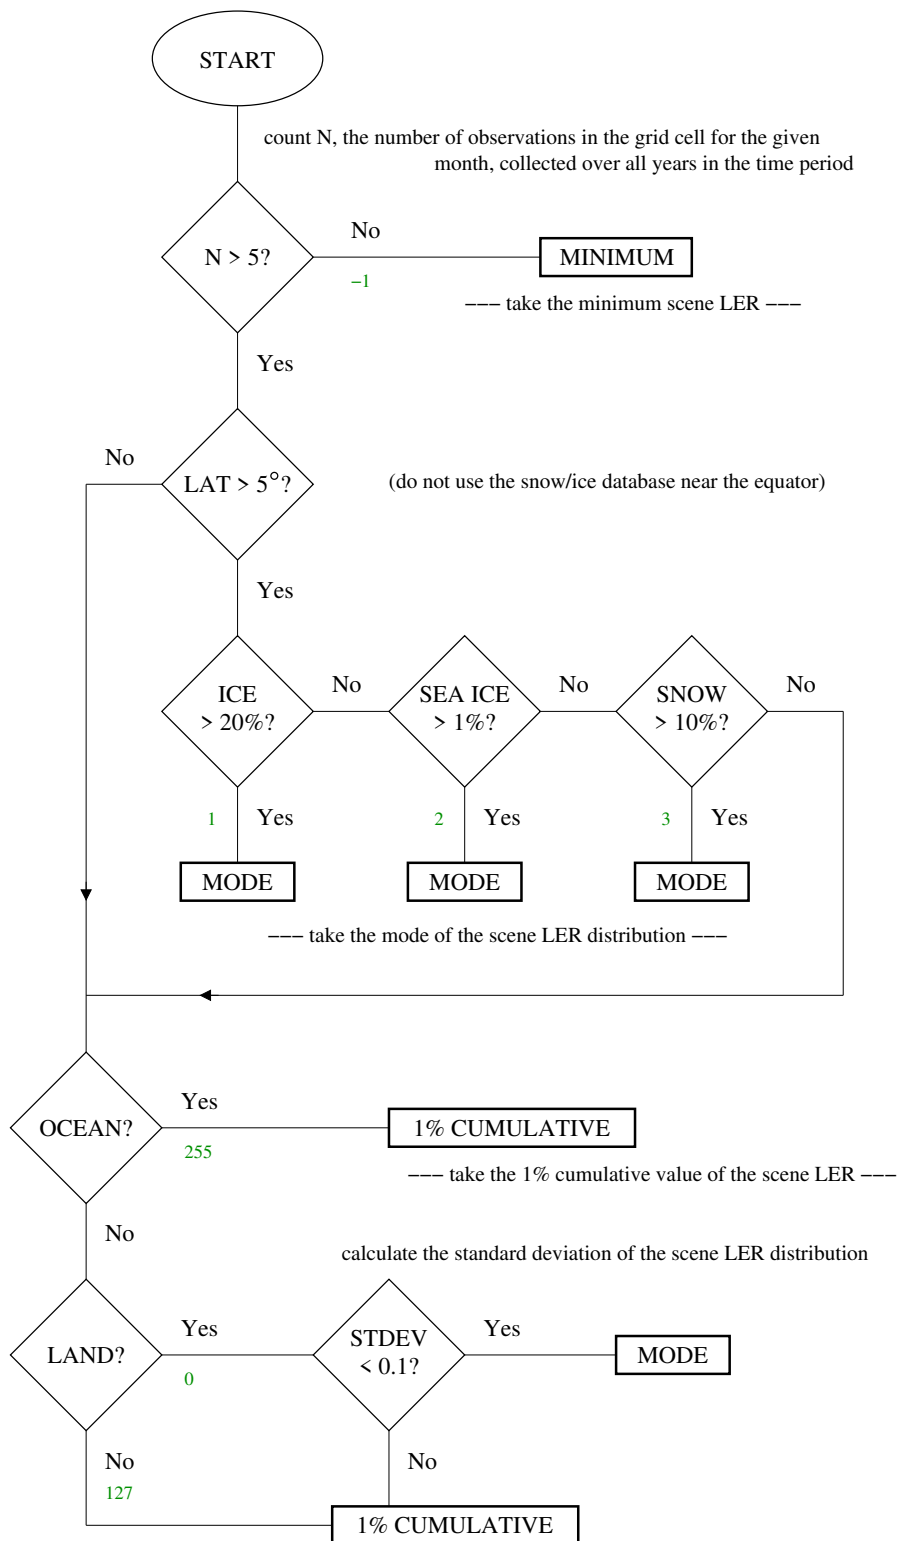 START
count N, the number of observations in the grid cell for the given
month, collected over all years in the time period
N > 5?
No
−1
MINIMUM
−−− take the minimum scene LER −−−
Yes
No
LAT > 5°?
(do not use the snow/ice database near the equator)
Yes
ICE
> 20%?
No
SEA ICE
> 1%?
No
SNOW
> 10%?
No
1
Yes
2
Yes
3
Yes
MODE
MODE
MODE
−−− take the mode of the scene LER distribution −−−
OCEAN?
Yes
255
1% CUMULATIVE
−−− take the 1% cumulative value of the scene LER −−−
No
calculate the standard deviation of the scene LER distribution
LAND?
Yes
0
STDEV
< 0.1?
Yes
MODE
No
127
No
1% CUMULATIVE